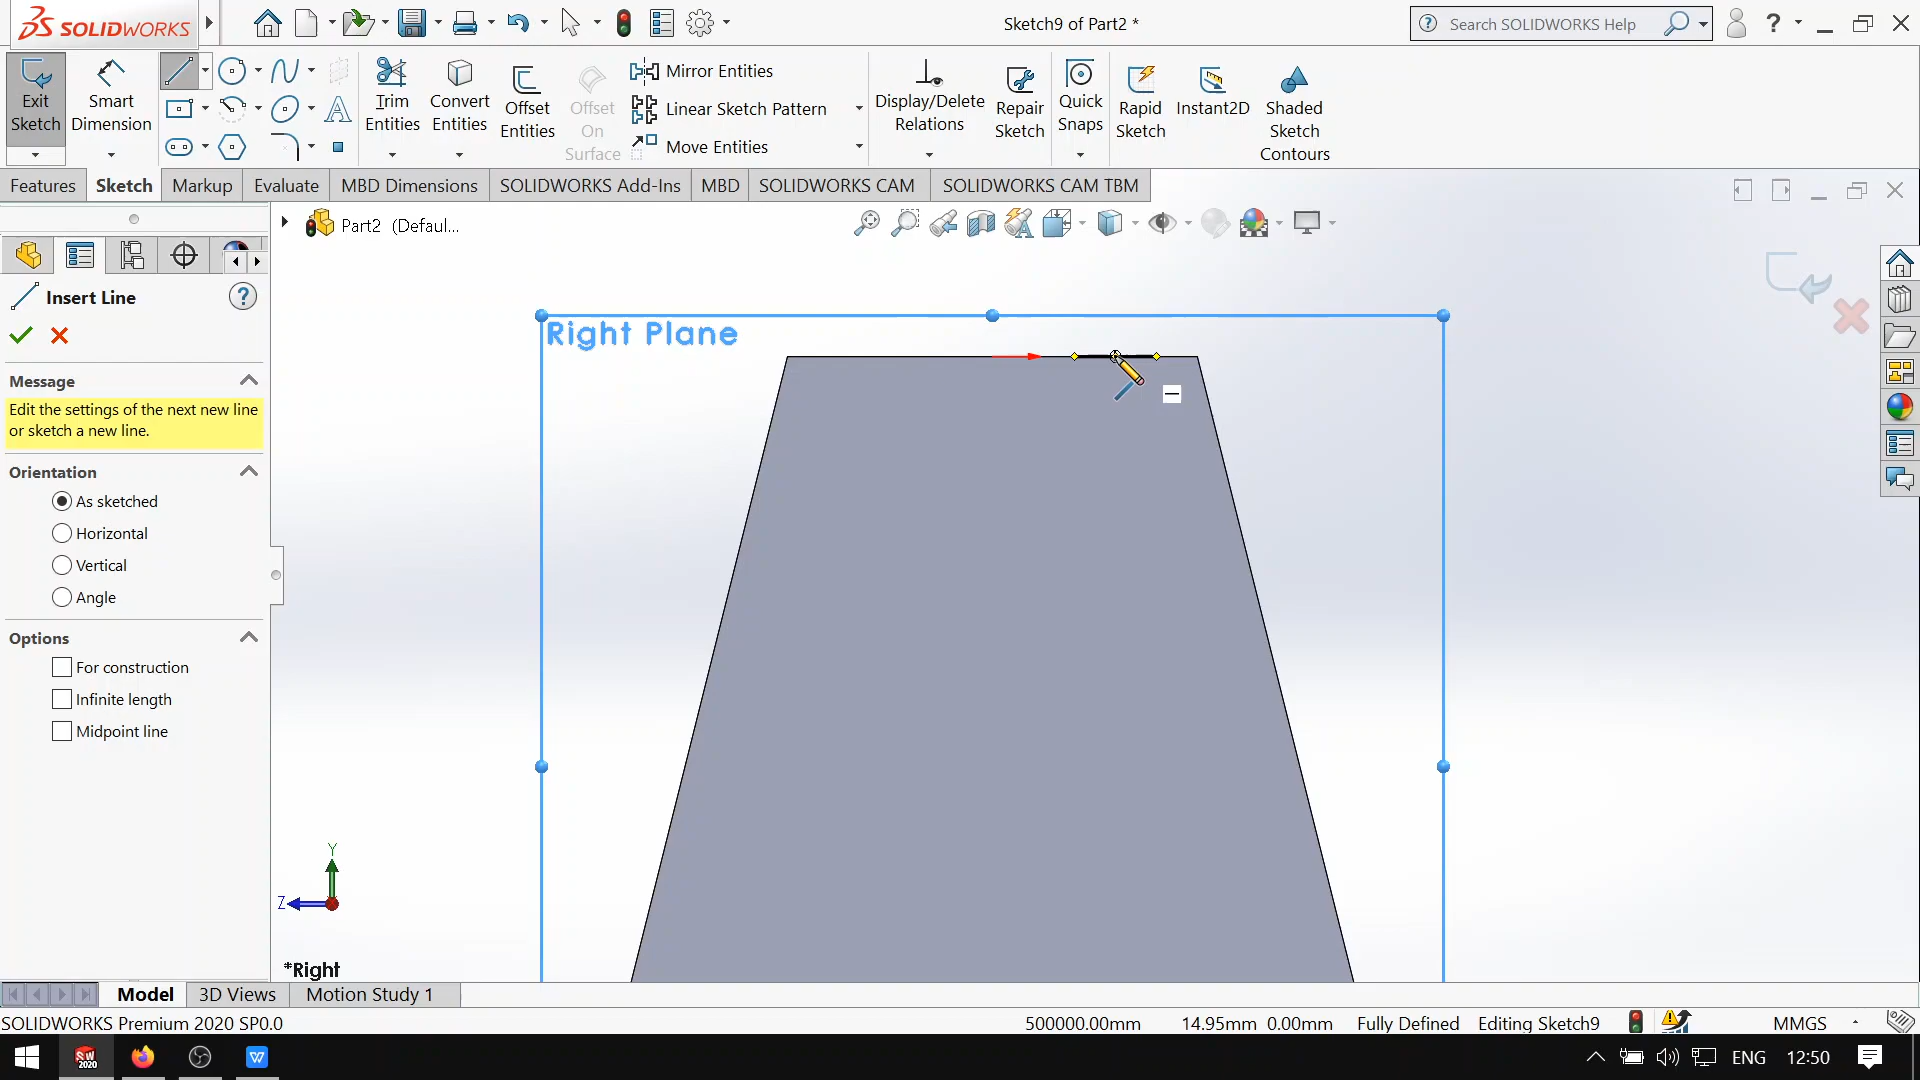 SOLIDWORKS
Sketch9 of Part2 *
Search SOLIDWORKS Help
?
Exit
Sketch
Smart
Dimension
A
Trim
Entities
Convert
Entities
Offset
Entities
Offset
On
Surface
Mirror Entities
Linear Sketch Pattern
Move Entities
Display/Delete
Relations
Repair
Sketch
Quick
Snaps
Rapid
Sketch
Instant2D
Shaded
Sketch
Contours
Features
Sketch
Markup
Evaluate
MBD Dimensions
SOLIDWORKS Add-Ins
MBD
SOLIDWORKS CAM
SOLIDWORKS CAM TBM
Part2 (Defaul...
Insert Line
?
Message
Edit the settings of the next new line
or sketch a new line.
Orientation
As sketched
Horizontal
Vertical
Angle
Options
For construction
Infinite length
Midpoint line
Right Plane
Y
Z
*Right
Model
3D Views
Motion Study 1
SOLIDWORKS Premium 2020 SP0.0
500000.00mm
14.95mm
0.00mm
Fully Defined
Editing Sketch9
MMGS
SW
2020
W
ENG
12:50